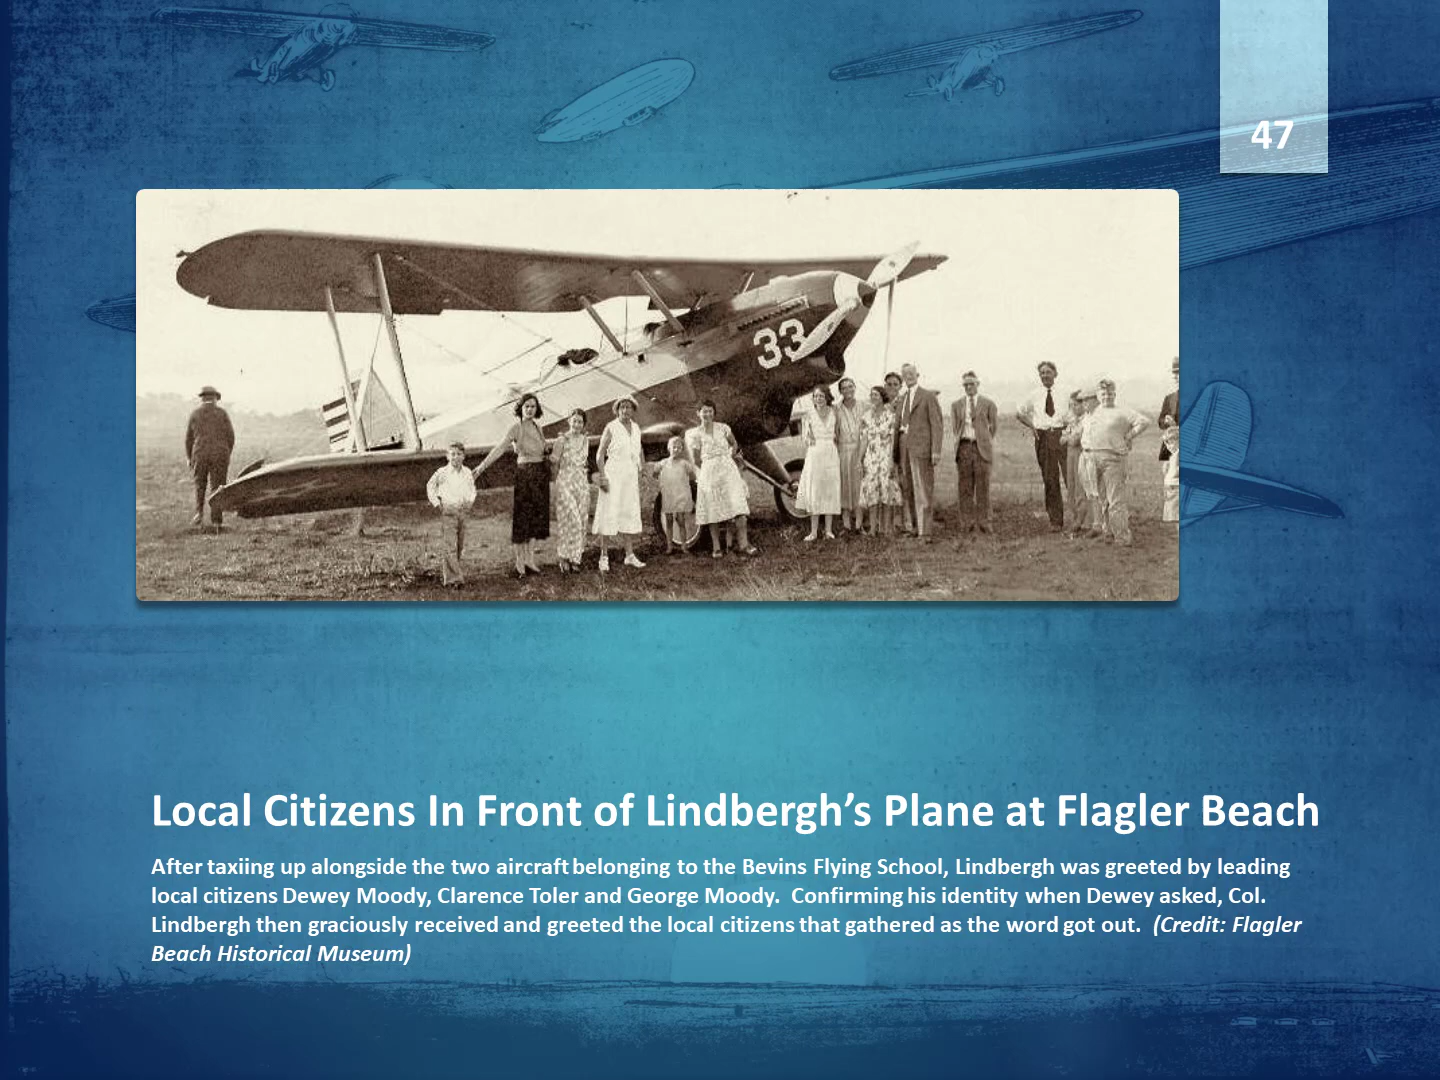 47
33
Local Citizens In Front of Lindbergh’s Plane at Flagler Beach
After taxiing up alongside the two aircraft belonging to the Bevins Flying School, Lindbergh was greeted by leading
local citizens Dewey Moody, Clarence Toler and George Moody.  Confirming his identity when Dewey asked, Col.
Lindbergh then graciously received and greeted the local citizens that gathered as the word got out.  (Credit: Flagler
Beach Historical Museum)